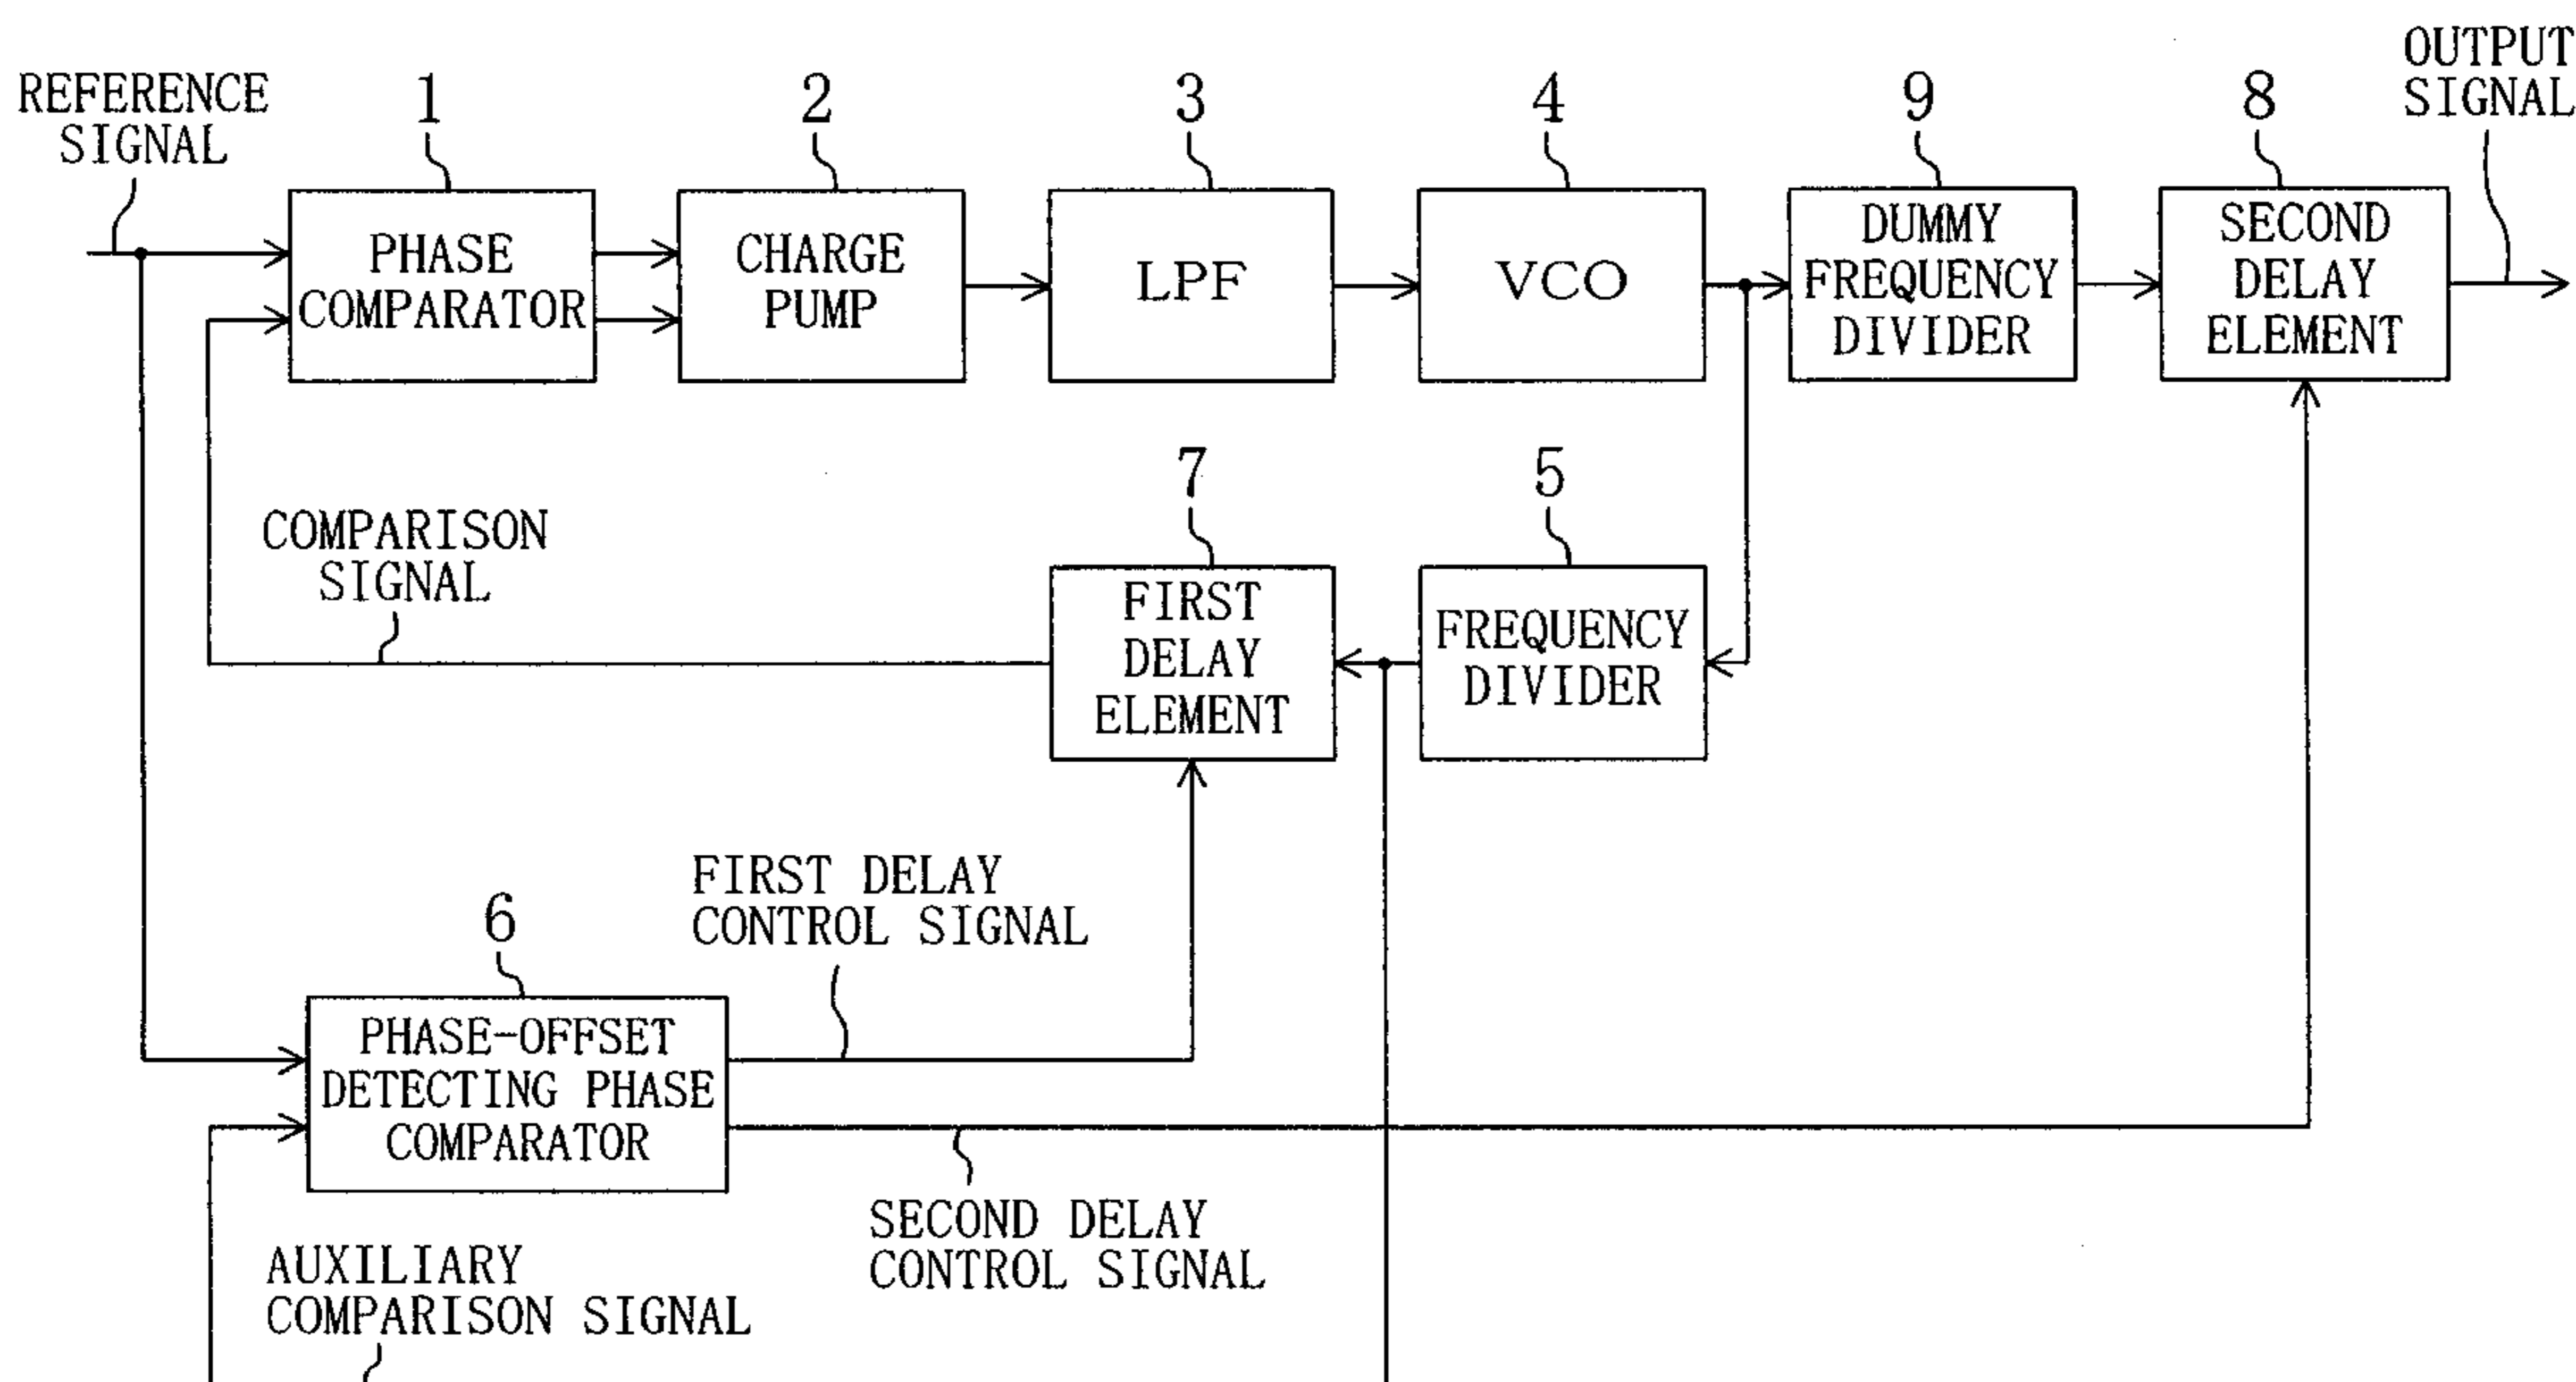 REFERENCE
SIGNAL
1
2
3
4
9
8
OUTPUT
SIGNAL
PHASE
COMPARATOR
CHARGE
PUMP
LPF
VCO
DUMMY
FREQUENCY
DIVIDER
SECOND
DELAY
ELEMENT
COMPARISON
SIGNAL
7
5
FIRST
DELAY
ELEMENT
FREQUENCY
DIVIDER
FIRST DELAY
CONTROL SIGNAL
6
PHASE-OFFSET
DETECTING PHASE
COMPARATOR
SECOND DELAY
CONTROL SIGNAL
AUXILIARY
COMPARISON SIGNAL